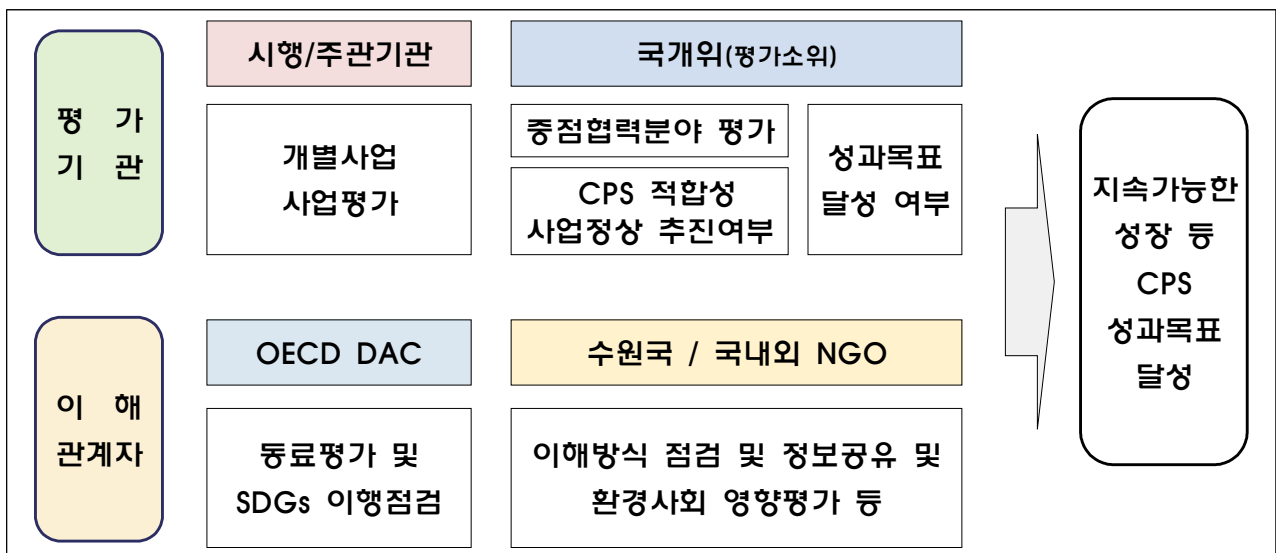 평 가
기 관
시행/주관기관
국개위(평가소위)
개별사업
사업평가
중점협력분야 평가
CPS 적합성
사업정상 추진여부
성과목표
달성 여부
이 해
관계자
OECD DAC
수원국 / 국내외 NGO
동료평가 및
SDGs 이행점검
이해방식 점검 및 정보공유 및
환경사회 영향평가 등
지속가능한
성장 등
CPS
성과목표
달성